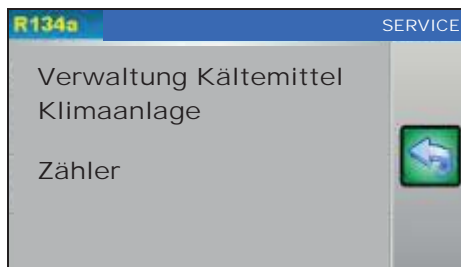 R134a
SERVICE
Verwaltung Kältemittel
Klimaanlage
Zähler